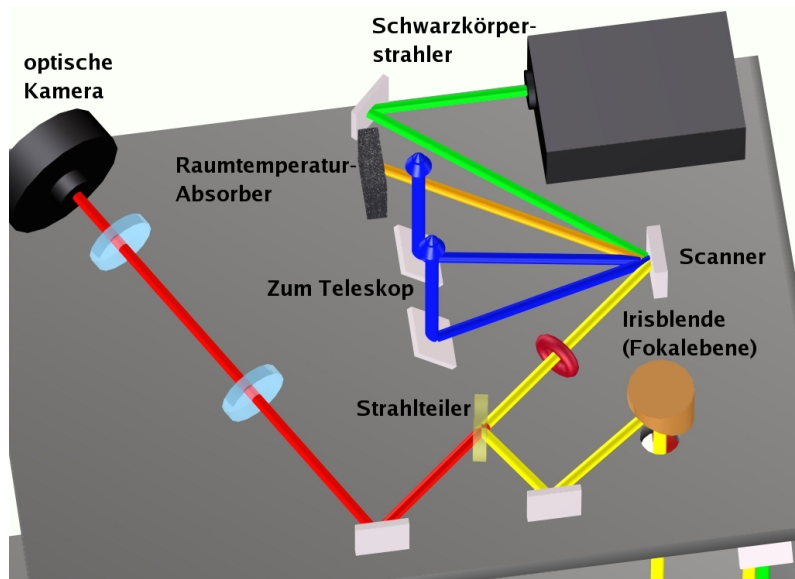 Schwarzkörper-
strahler
optische
Kamera
Raumtemperatur-
Absorber
Scanner
Zum Teleskop
Irisblende
(Fokalebene)
Strahlteiler